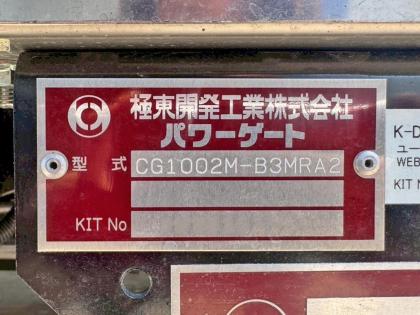 極東開発工業株式会社
パワーゲート
型 式 CG1002M-B3MRA2
KIT No
K-D
ユー
WEB
KIT N